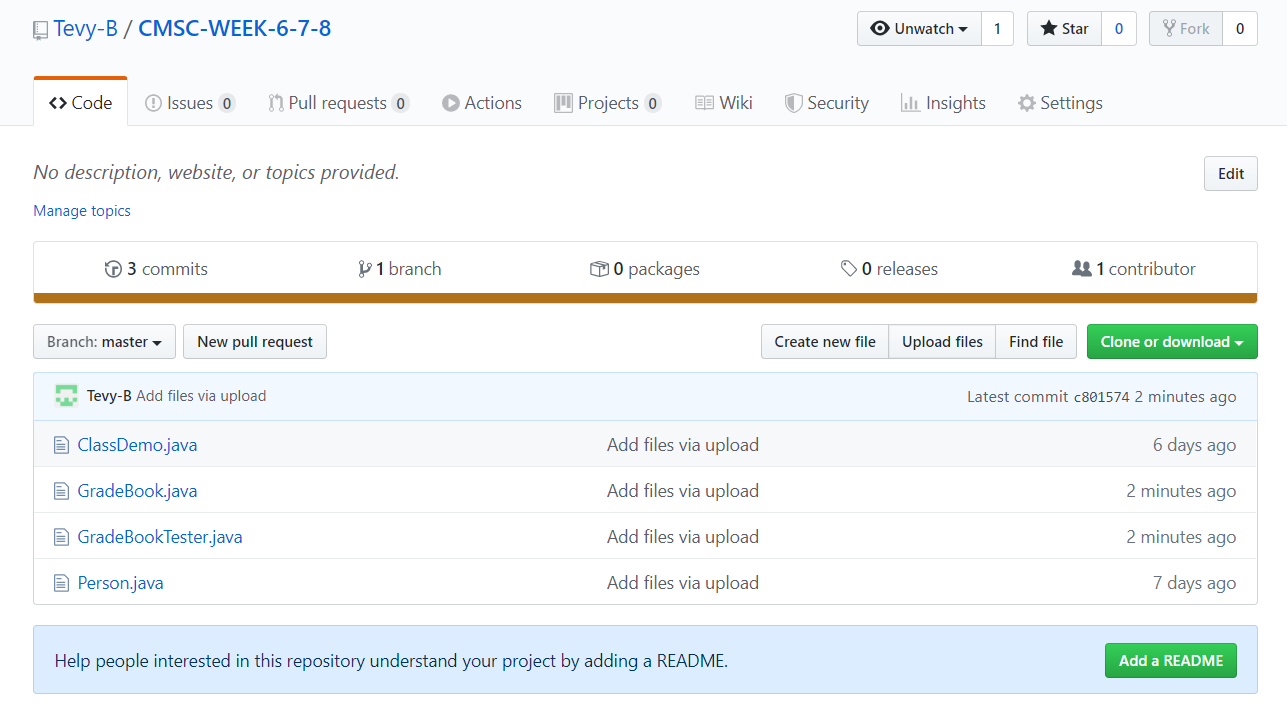 Tevy-B / CMSC-WEEK-6-7-8
Unwatch 1 Star 0 Fork 0
Code Issues 0 Pull requests 0 Actions Projects 0 Wiki Security Insights Settings
No description, website, or topics provided.
Edit
Manage topics
3 commits 1 branch 0 packages 0 releases 1 contributor
Branch: master New pull request Create new file Upload files Find file Clone or download
Tevy-B Add files via upload Latest commit c801574 2 minutes ago
ClassDemo.java Add files via upload 6 days ago
GradeBook.java Add files via upload 2 minutes ago
GradeBookTester.java Add files via upload 2 minutes ago
Person.java Add files via upload 7 days ago
Help people interested in this repository understand your project by adding a README.
Add a README